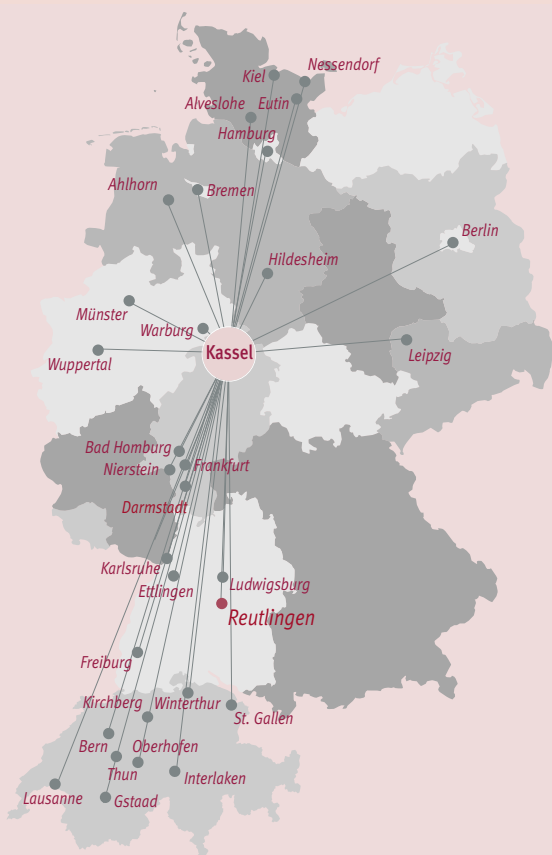 Nessendorf
Kiel
Alveslohe
Eutin
Hamburg
Ahlhorn
Bremen
Berlin
Hildesheim
Münster
Warburg
Kassel
Wuppertal
Leipzig
Bad Homburg
Nierstein
Frankfurt
Darmstadt
Karlsruhe
Ettlingen
Ludwigsburg
Reutlingen
Freiburg
Kirchberg
Winterthur
St. Gallen
Bern
Oberhofen
Thun
Interlaken
Lausanne
Gstaad